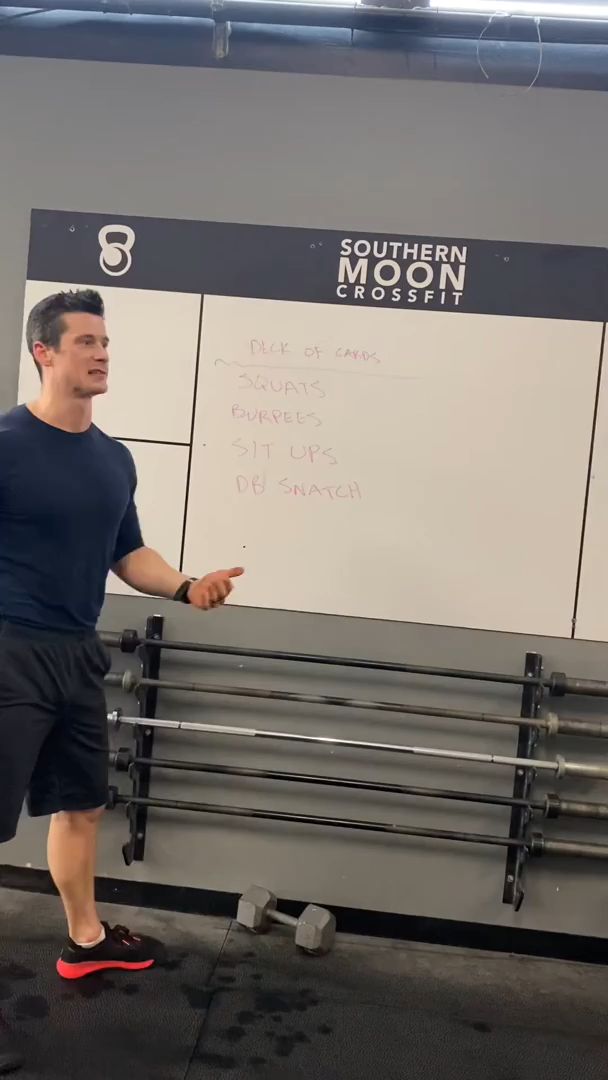 SOUTHERN
MOON
CROSSFIT
DECK OF CARDS
SQUATS
BURPEES
SIT UPS
DB SNATCH